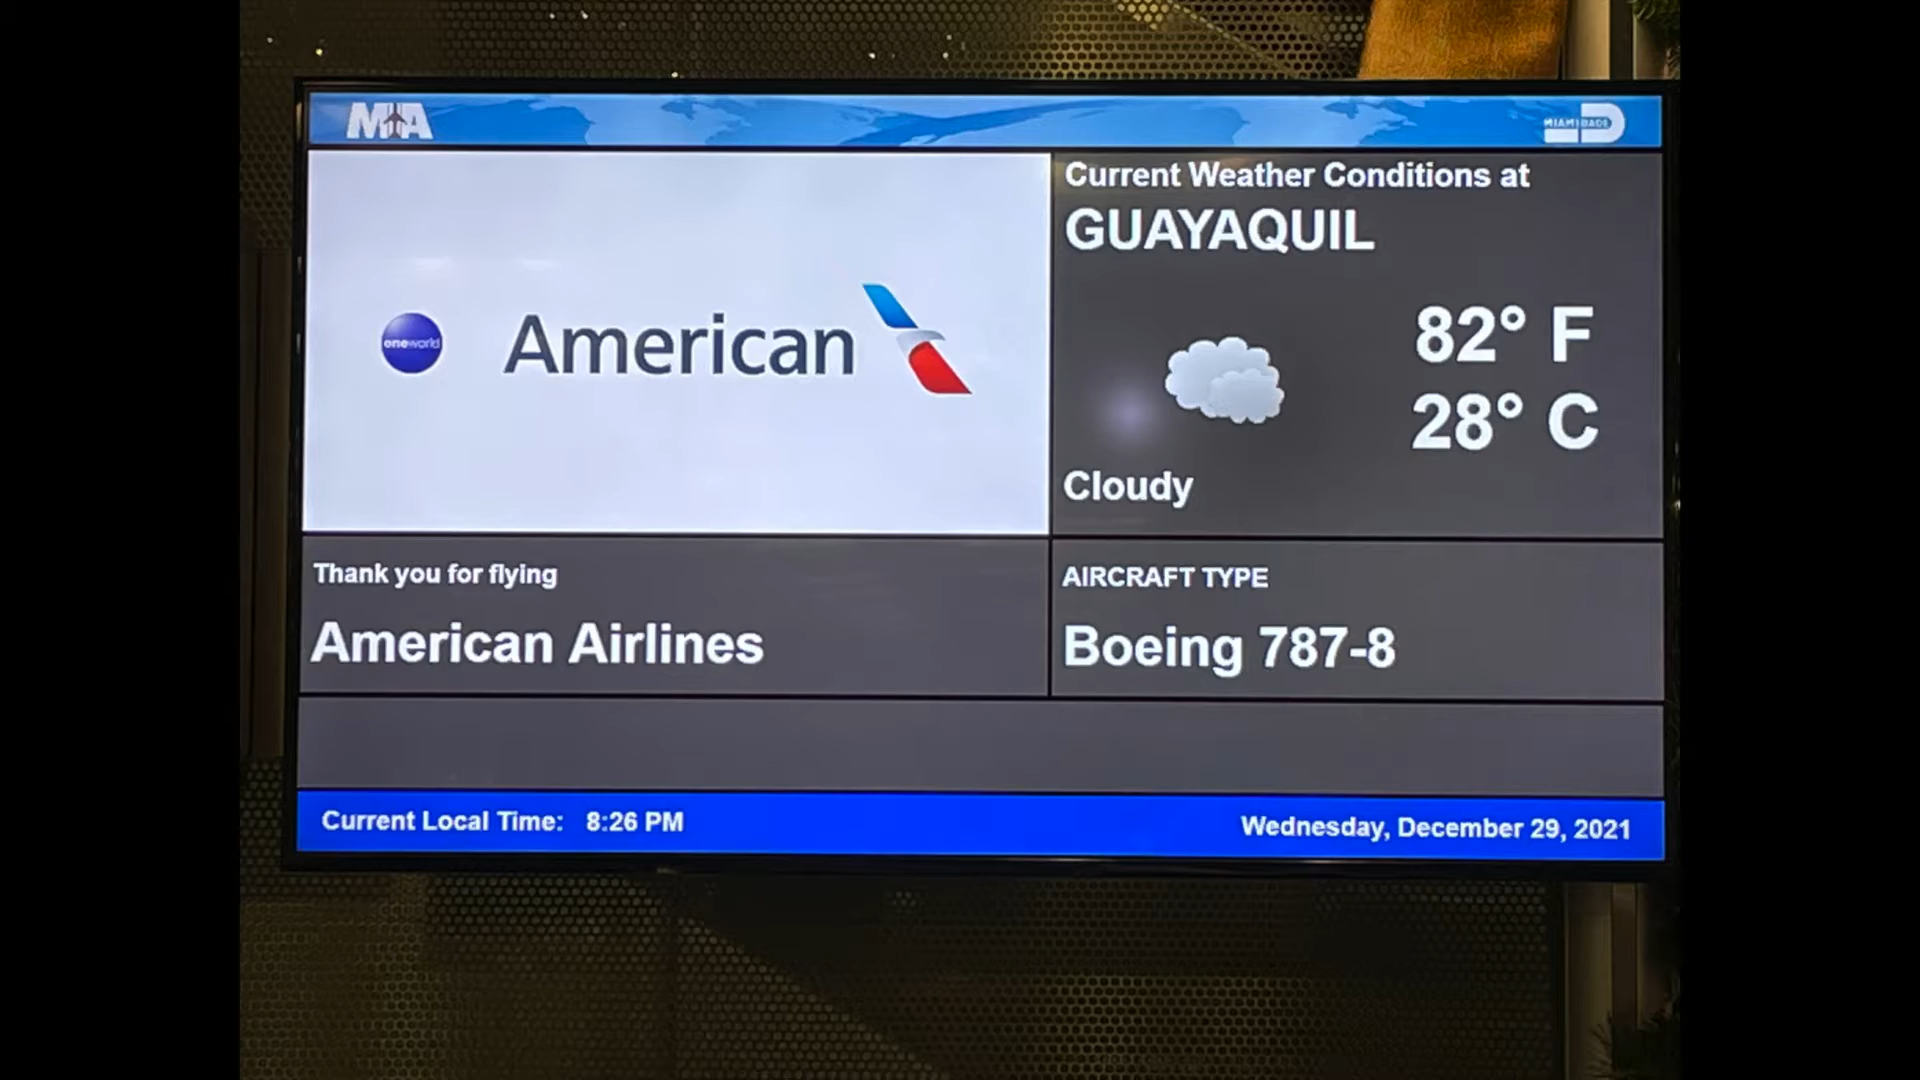 MIA
MIAMI-DADE
oneworld
American
Current Weather Conditions at
GUAYAQUIL
82° F
28° C
Cloudy
Thank you for flying
American Airlines
AIRCRAFT TYPE
Boeing 787-8
Current Local Time: 8:26 PM
Wednesday, December 29, 2021